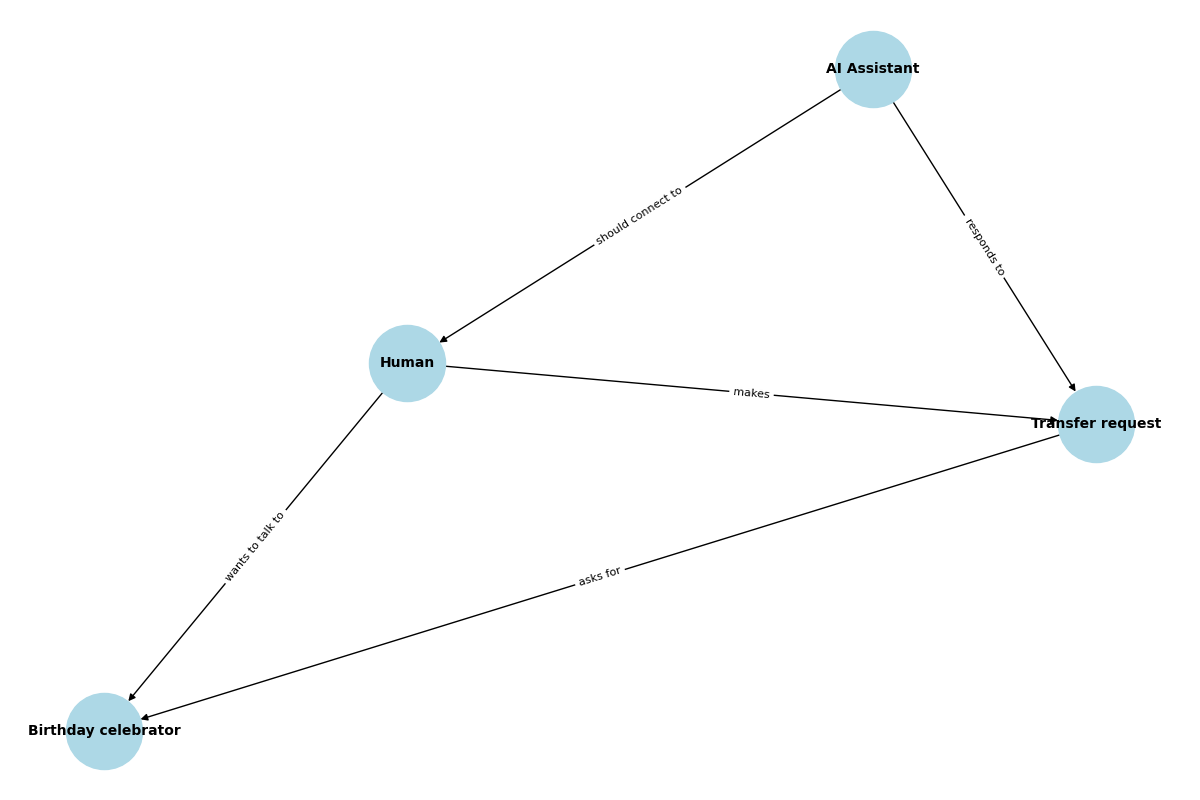 AI Assistant
should connect to
responds to
Human
makes
Transfer request
wants to talk to
asks for
Birthday celebrator